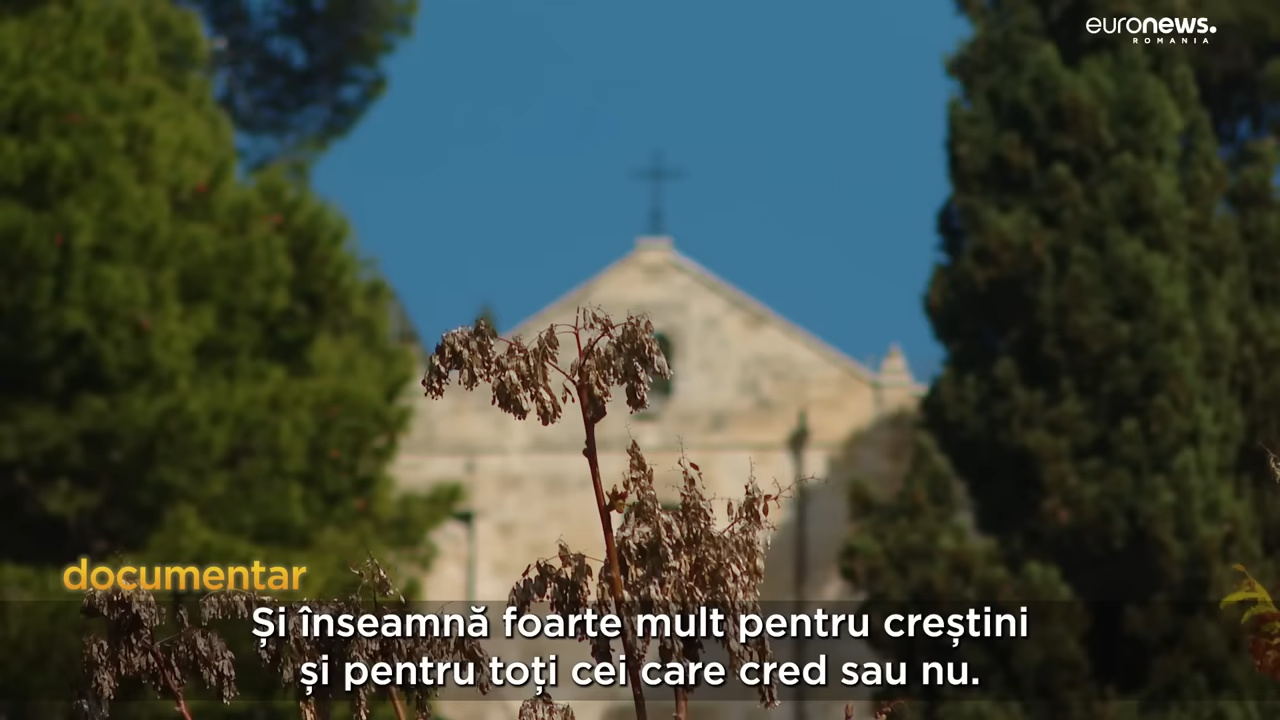 euronews.
ROMANIA
documentar
Și înseamnă foarte mult pentru creștini
și pentru toți cei care cred sau nu.